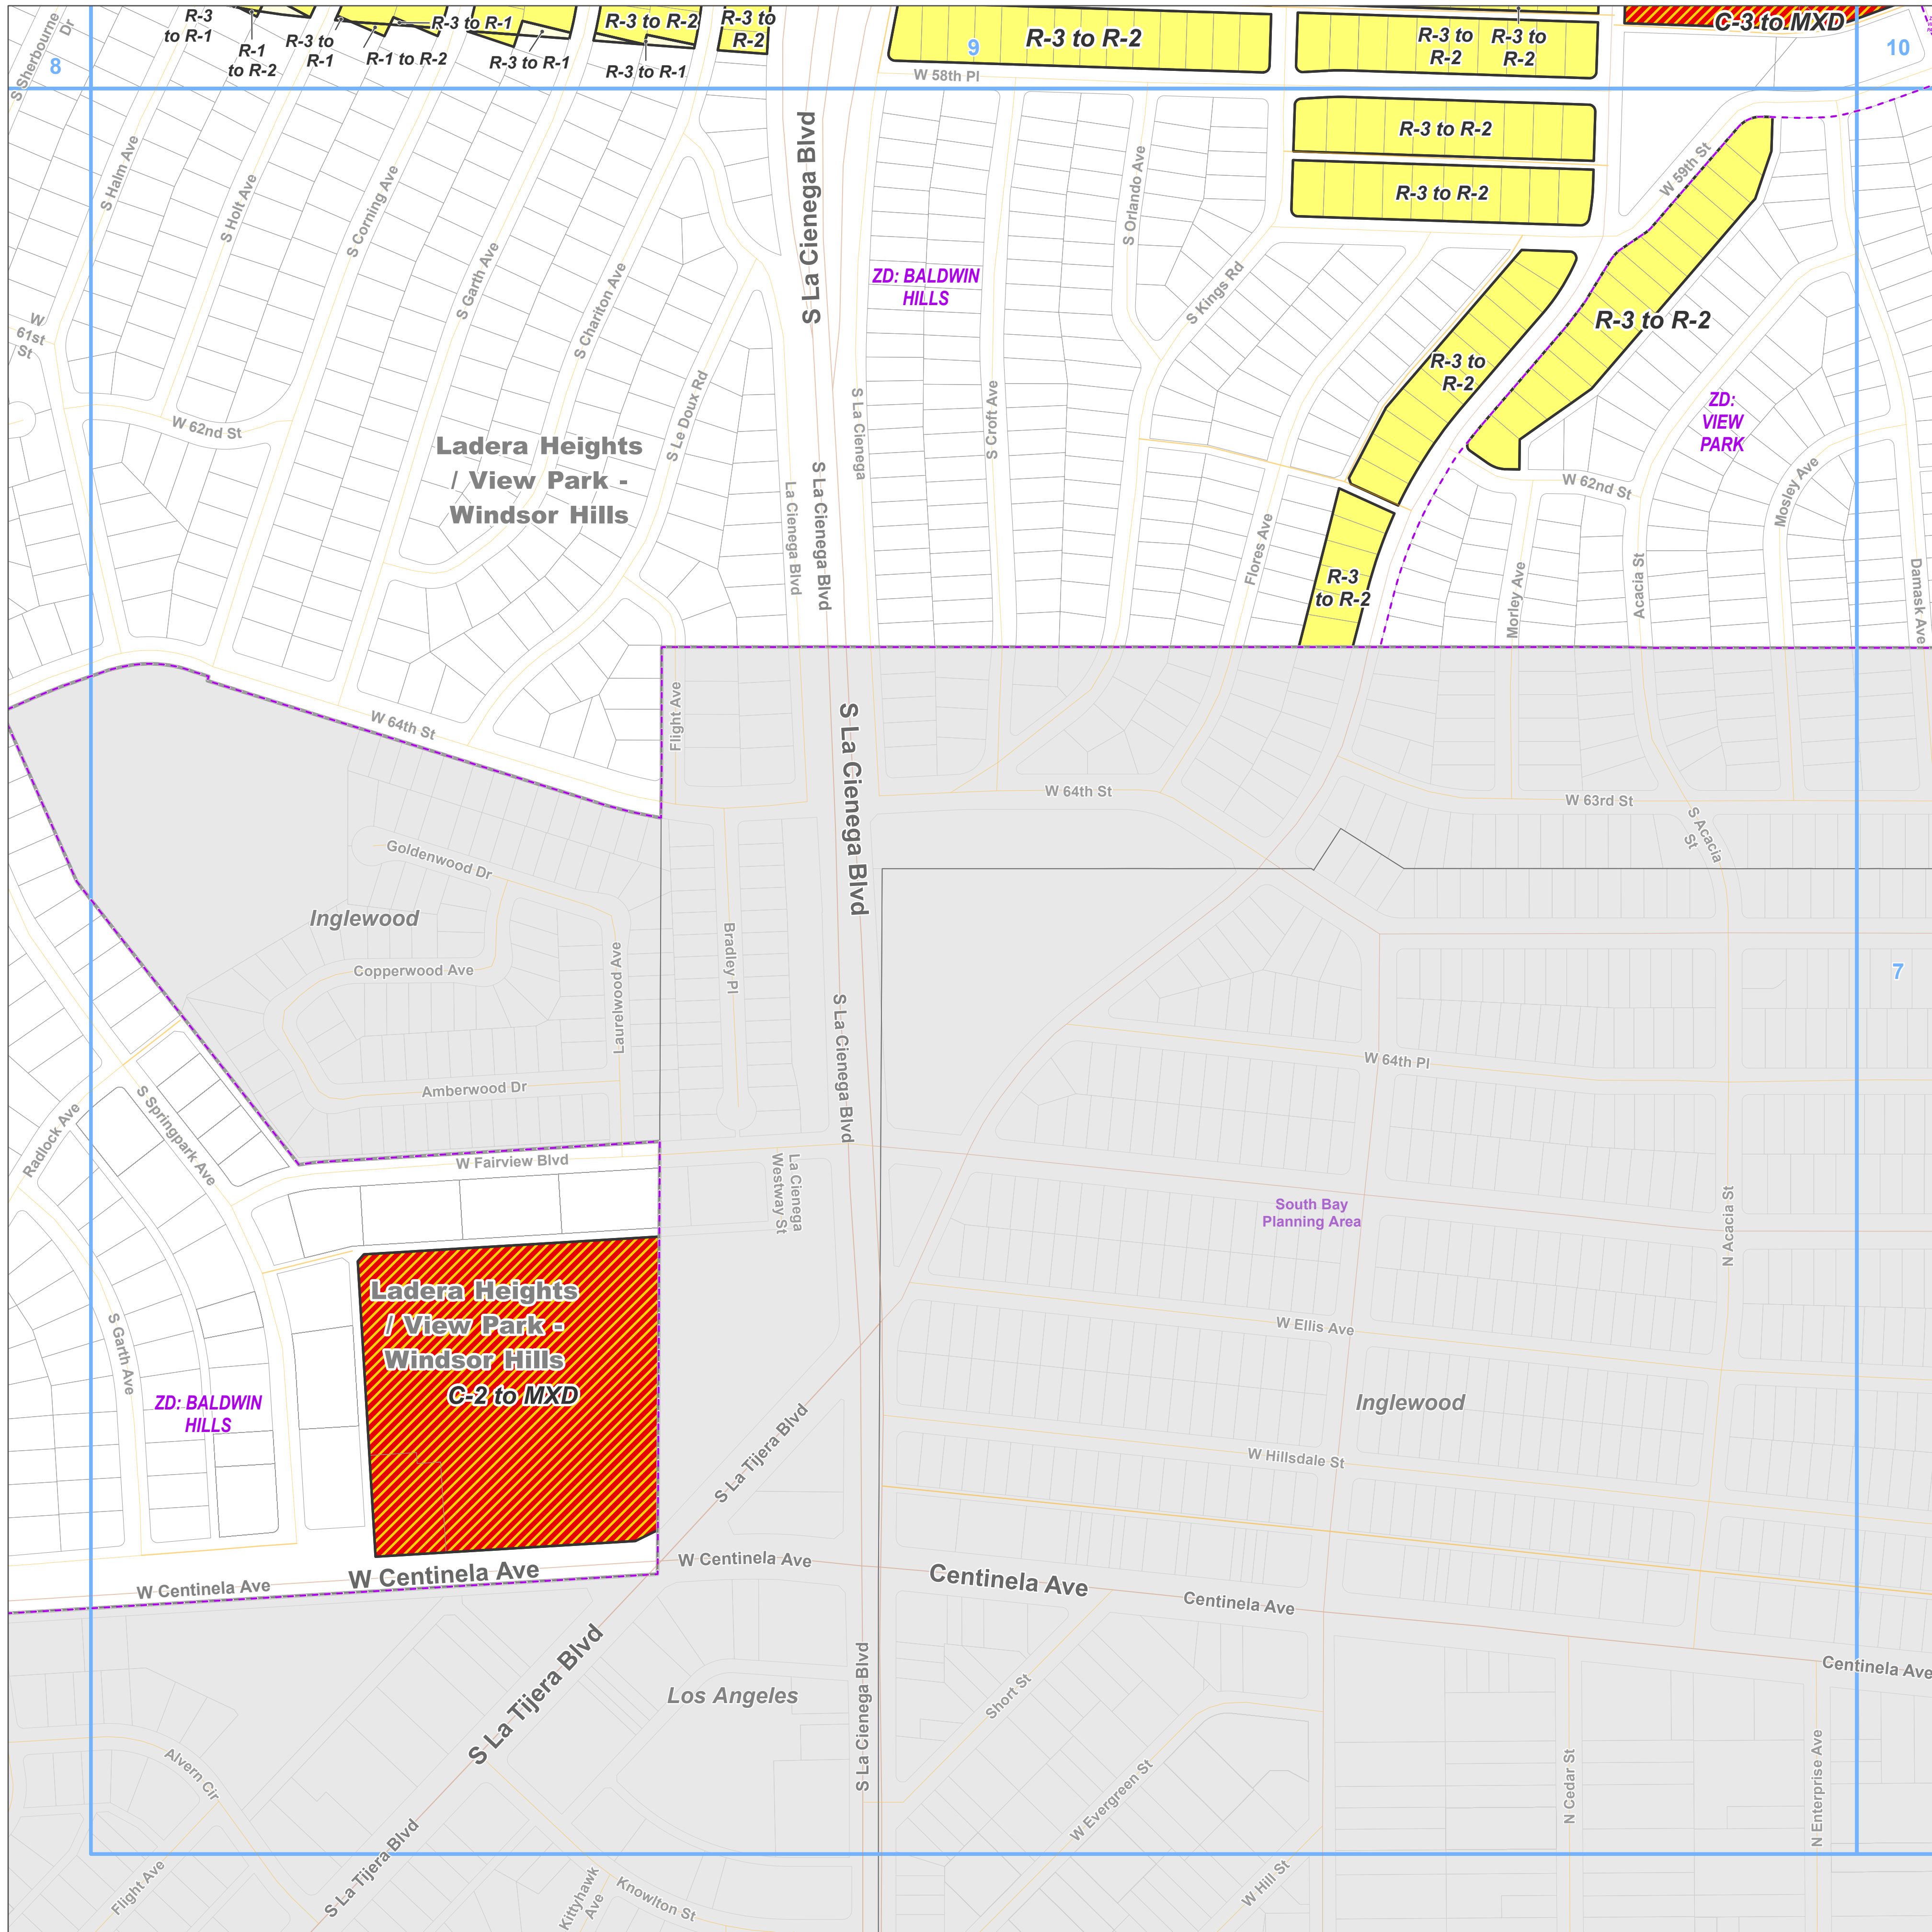 S Sherbourne
Dr
R-3
to R-1
R-1
to R-2
R-3 to
R-1
R-3 to R-1
R-1 to R-2
R-3 to R-1
R-3 to R-2
R-3 to R-1
R-3 to
R-2
R-3 to R-2
R-3 to
R-2
R-3 to
R-2
C-3 to MXD
8
9
10
W 58th Pl
S Halm Ave
S Holt Ave
S Corning Ave
S Garth Ave
S Chariton Ave
S Le Doux Rd
S La Cienega Blvd
ZD: BALDWIN
HILLS
S Orlando Ave
S Kings Rd
R-3 to R-2
R-3 to R-2
W 59th St
R-3 to R-2
R-3 to
R-2
W
61st
St
W 62nd St
Ladera Heights
/ View Park -
Windsor Hills
La Cienega Blvd
S La Cienega Blvd
S La Cienega
S Croft Ave
Flores Ave
R-3
to R-2
ZD:
VIEW
PARK
W 62nd St
Mosley Ave
Morley Ave
Acacia St
Damask Ave
W 64th St
Flight Ave
S La Cienega Blvd
W 64th St
W 63rd St
S Acacia
St
Goldenwood Dr
Inglewood
Copperwood Ave
Laurelwood Ave
Bradley Pl
Amberwood Dr
S La Cienega Blvd
W 64th Pl
7
Radlock Ave
S Springpark Ave
W Fairview Blvd
La Cienega
Westway St
South Bay
Planning Area
N Acacia St
Ladera Heights
/ View Park -
Windsor Hills
C-2 to MXD
S Garth Ave
ZD: BALDWIN
HILLS
W Ellis Ave
Inglewood
S La Tijera Blvd
W Hillsdale St
W Centinela Ave
W Centinela Ave
W Centinela Ave
Centinela Ave
Centinela Ave
Centinela Ave
S La Tijera Blvd
Los Angeles
S La Cienega Blvd
Short St
Alvern Cir
W Evergreen St
N Cedar St
N Enterprise Ave
Flight Ave
S La Tijera Blvd
Kittyhawk
Ave
Knowlton St
W Hill St